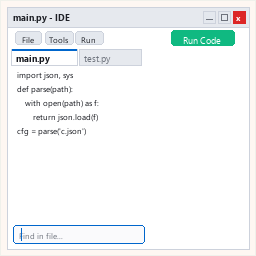 main.py - IDE
File Tools Run Run Code
main.py test.py
import json, sys
def parse(path):
with open(path) as f:
return json.load(f)
cfg = parse('c.json')
Find in file...